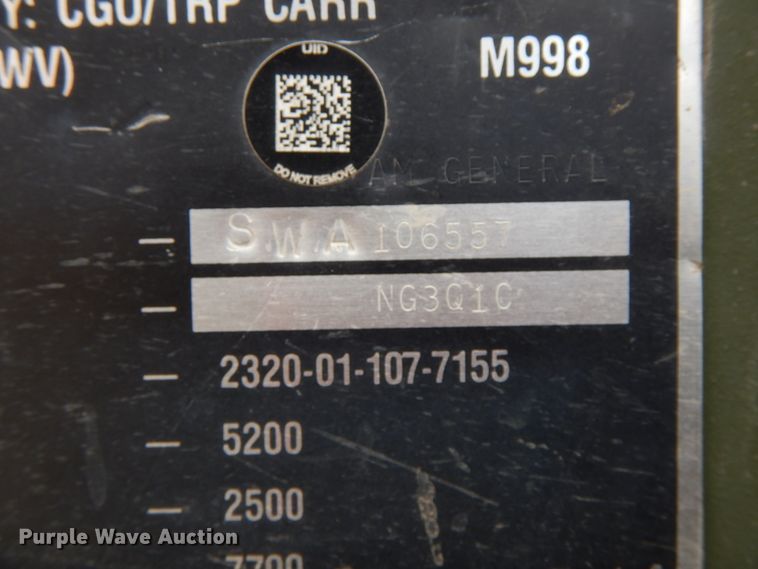 Y: CGO/TRP CARR
WV)
M998
UID
DO NOT REMOVE
AM GENERAL
SWA 106557
NG3Q1C
2320-01-107-7155
5200
2500
7700
Purple Wave Auction